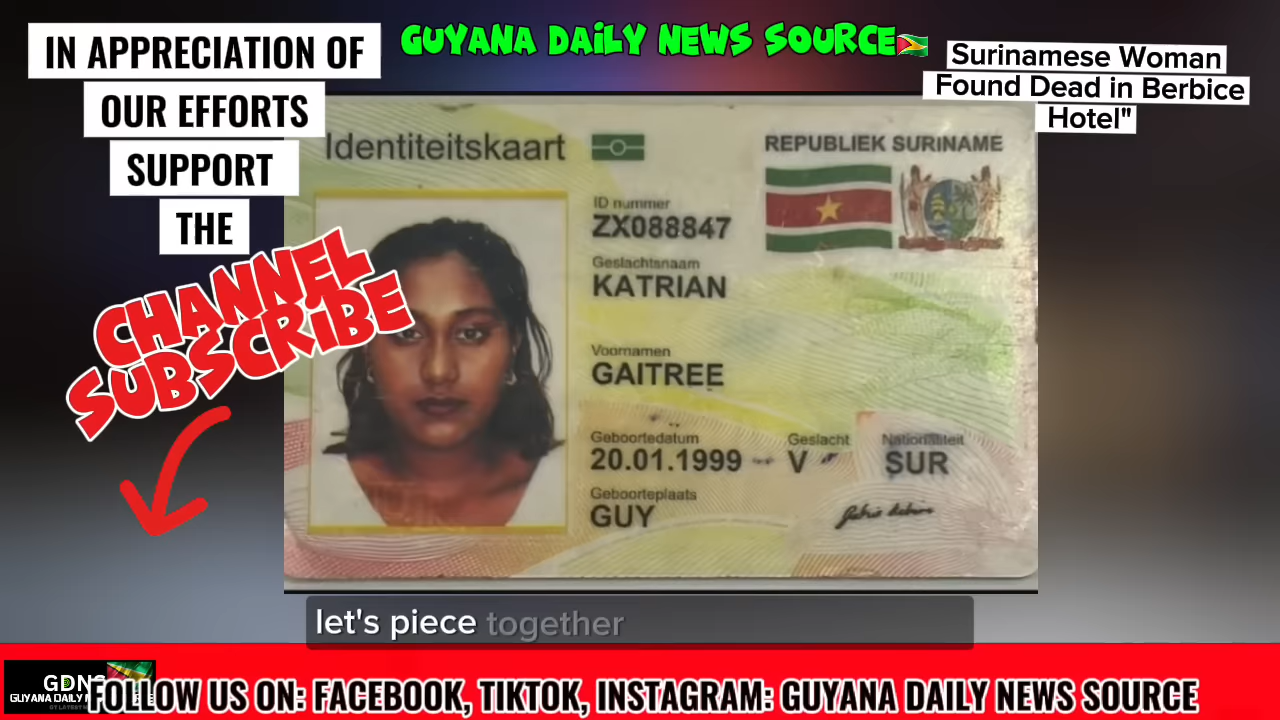 IN APPRECIATION OF
OUR EFFORTS
SUPPORT
THE
CHANNEL
SUBSCRIBE
GUYANA DAILY NEWS SOURCE
Surinamese Woman
Found Dead in Berbice
Hotel"
Identiteitskaart
REPUBLIEK SURINAME
ID nummer
ZX088847
Geslachtsnaam
KATRIAN
Voornamen
GAITREE
Geboortedatum Geslacht Nationaliteit
20.01.1999 V SUR
Geboorteplaats
GUY
let's piece together
GDNS
GUYANA DAILY
FOLLOW US ON: FACEBOOK, TIKTOK, INSTAGRAM: GUYANA DAILY NEWS SOURCE